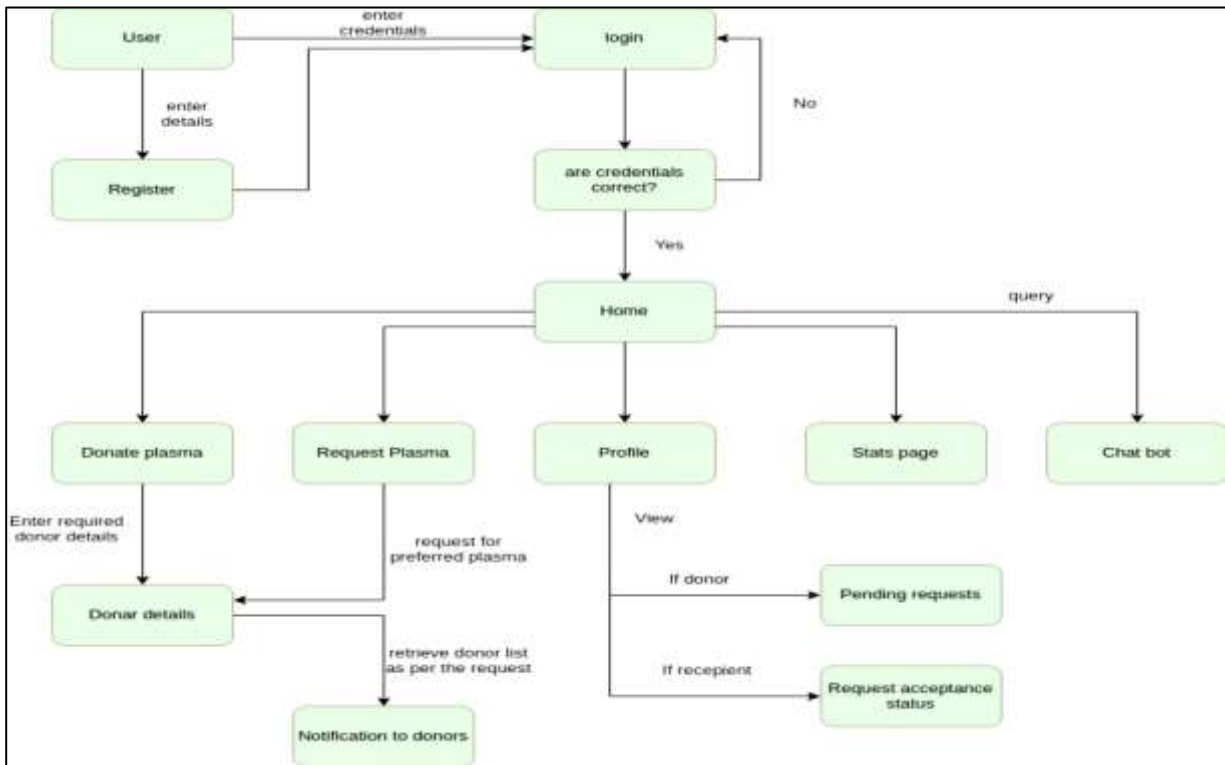 enter
credentials
User
login
enter
details
No
Register
are credentials
correct?
Yes
Home
query
Donate plasma
Request Plasma
Profile
Stats page
Chat bot
Enter required
donor details
View
request for
preferred plasma
If donor
Pending requests
Donar details
retrieve donor list
as per the request
If recepient
Request acceptance
status
Notification to donors